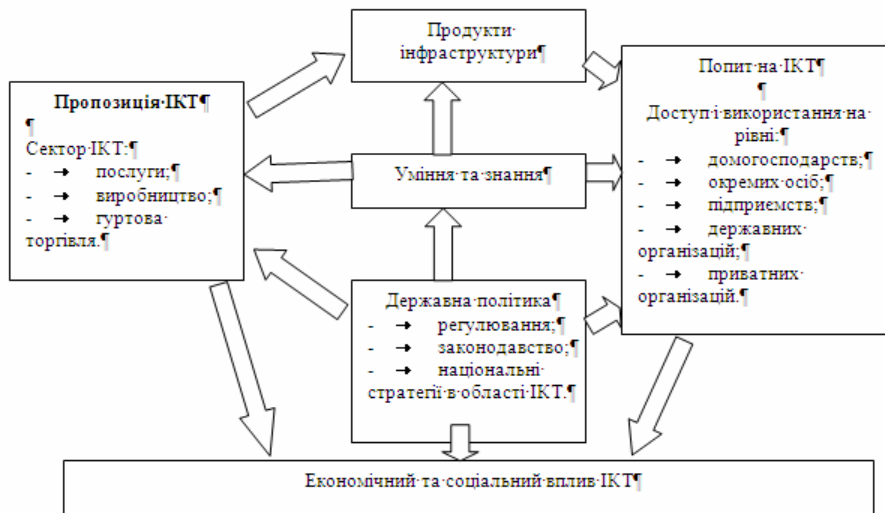 Продукти
інфраструктури¶
Пропозиція·ІКТ¶
¶
Сектор·ІКТ:¶
- → послуги;¶
- → виробництво;¶
- → гуртова·
торгівля.¶
Уміння·та·знання¶
Попит·на·ІКТ¶
¶
Доступ·і·використання·на·
рівні:¶
- → домогосподарств;¶
- → окремих·осіб;¶
- → підприємств;¶
- → державних·
організацій;¶
- → приватних·
організацій.¶
Державна·політика¶
- → регулювання;¶
- → законодавство;¶
- → національні·
стратегії·в·області·ІКТ.¶
Економічний·та·соціальний·вплив·ІКТ¶